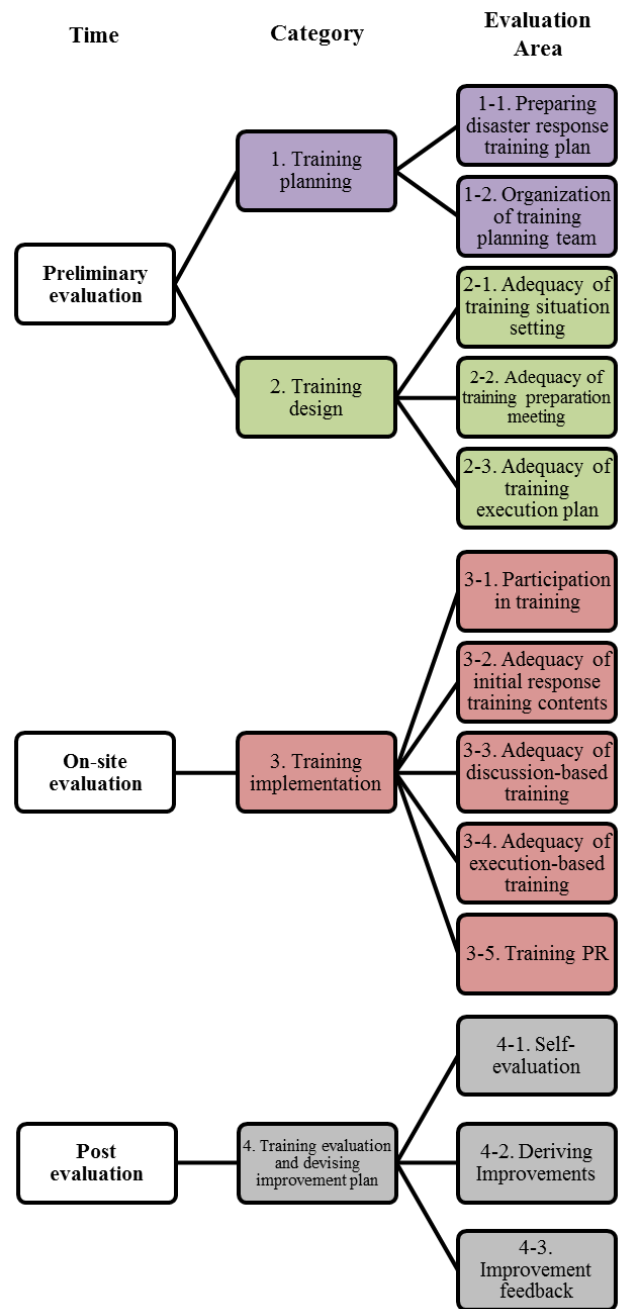 Time
Category
Evaluation
Area
Preliminary
evaluation
1. Training
planning
1-1. Preparing
disaster response
training plan
1-2. Organization
of training
planning team
2. Training
design
2-1. Adequacy of
training situation
setting
2-2. Adequacy of
training preparation
meeting
2-3. Adequacy of
training
execution plan
On-site
evaluation
3. Training
implementation
3-1. Participation
in training
3-2. Adequacy of
initial response
training contents
3-3. Adequacy of
discussion-based
training
3-4. Adequacy of
execution-based
training
3-5. Training PR
Post
evaluation
4. Training evaluation
and devising
improvement plan
4-1. Self-
evaluation
4-2. Deriving
Improvements
4-3.
Improvement
feedback